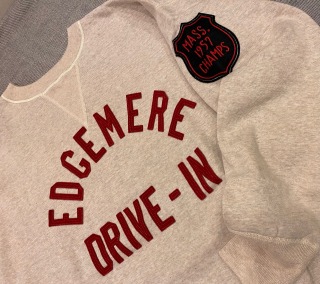 EDGEMERE
DRIVE-IN
MASS.
1957
CHAMPS